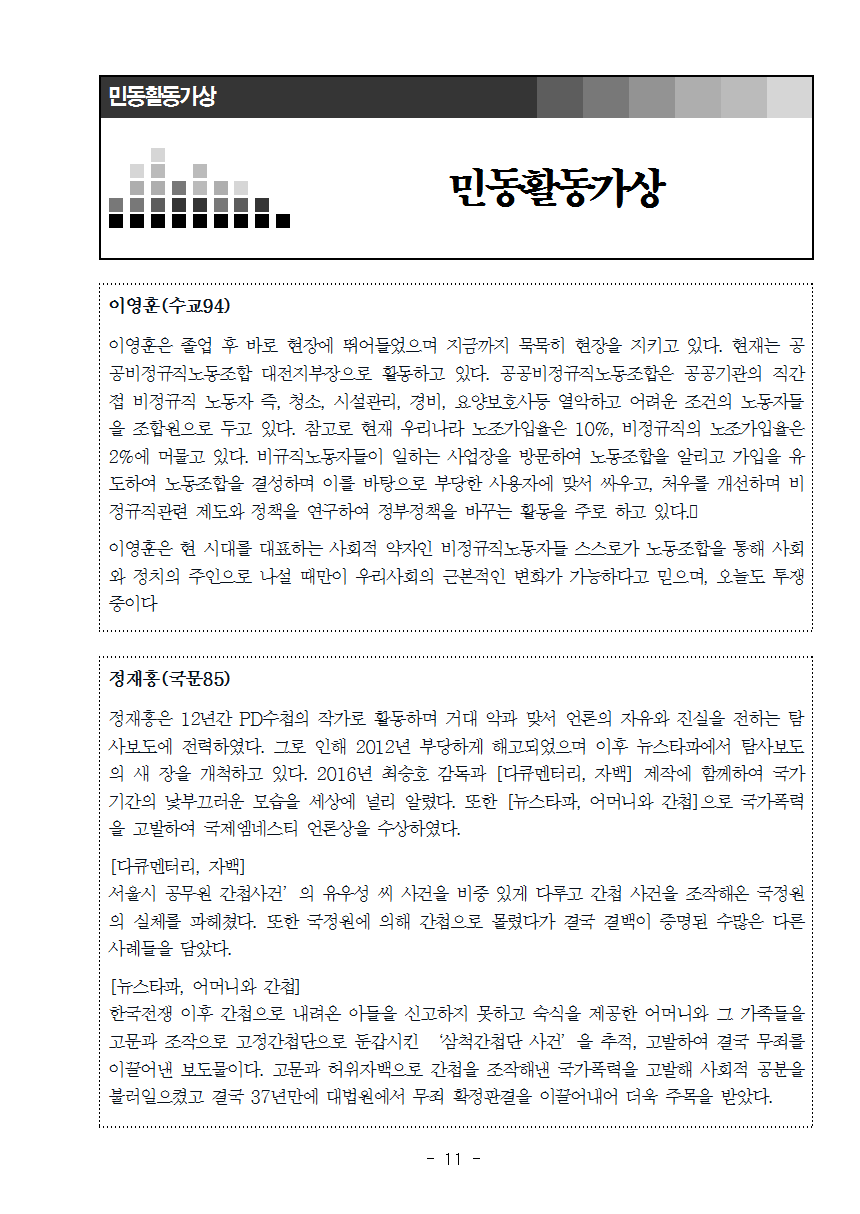 민동활동가상
민동활동가상
이영훈(수교94)
이영훈은 졸업 후 바로 현장에 뛰어들었으며 지금까지 묵묵히 현장을 지키고 있다. 현재는 공
공비정규직노동조합 대전지부장으로 활동하고 있다. 공공비정규직노동조합은 공공기관의 직간
접 비정규직 노동자 즉, 청소, 시설관리, 경비, 요양보호사등 열악하고 어려운 조건의 노동자들
을 조합원으로 두고 있다. 참고로 현재 우리나라 노조가입율은 10%, 비정규직의 노조가입율은
2%에 머물고 있다. 비규직노동자들이 일하는 사업장을 방문하여 노동조합을 알리고 가입을 유
도하여 노동조합을 결성하며 이를 바탕으로 부당한 사용자에 맞서 싸우고, 처우를 개선하며 비
정규직관련 제도와 정책을 연구하여 정부정책을 바꾸는 활동을 주로 하고 있다.
이영훈은 현 시대를 대표하는 사회적 약자인 비정규직노동자들 스스로가 노동조합을 통해 사회
와 정치의 주인으로 나설 때만이 우리사회의 근본적인 변화가 가능하다고 믿으며, 오늘도 투쟁
중이다
정재홍(국문85)
정재홍은 12년간 PD수첩의 작가로 활동하며 거대 악과 맞서 언론의 자유와 진실을 전하는 탐
사보도에 전력하였다. 그로 인해 2012년 부당하게 해고되었으며 이후 뉴스타파에서 탐사보도
의 새 장을 개척하고 있다. 2016년 최승호 감독과 [다큐멘터리, 자백] 제작에 함께하여 국가
기간의 낯부끄러운 모습을 세상에 널리 알렸다. 또한 [뉴스타파, 어머니와 간첩]으로 국가폭력
을 고발하여 국제엠네스티 언론상을 수상하였다.
[다큐멘터리, 자백]
서울시 공무원 간첩사건’의 유우성 씨 사건을 비중 있게 다루고 간첩 사건을 조작해온 국정원
의 실체를 파헤쳤다. 또한 국정원에 의해 간첩으로 몰렸다가 결국 결백이 증명된 수많은 다른
사례들을 담았다.
[뉴스타파, 어머니와 간첩]
한국전쟁 이후 간첩으로 내려온 아들을 신고하지 못하고 숙식을 제공한 어머니와 그 가족들을
고문과 조작으로 고정간첩단으로 둔갑시킨 ‘삼척간첩단 사건’을 추적, 고발하여 결국 무죄를
이끌어낸 보도물이다. 고문과 허위자백으로 간첩을 조작해낸 국가폭력을 고발해 사회적 공분을
불러일으켰고 결국 37년만에 대법원에서 무죄 확정판결을 이끌어내어 더욱 주목을 받았다.
- 11 -